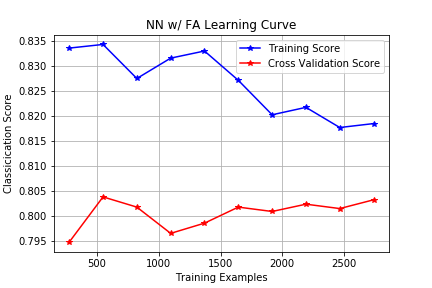 NN w/ FA Learning Curve
Training Score
Cross Validation Score
Classicication Score
0.835
0.830
0.825
0.820
0.815
0.810
0.805
0.800
0.795
500
1000
1500
2000
2500
Training Examples